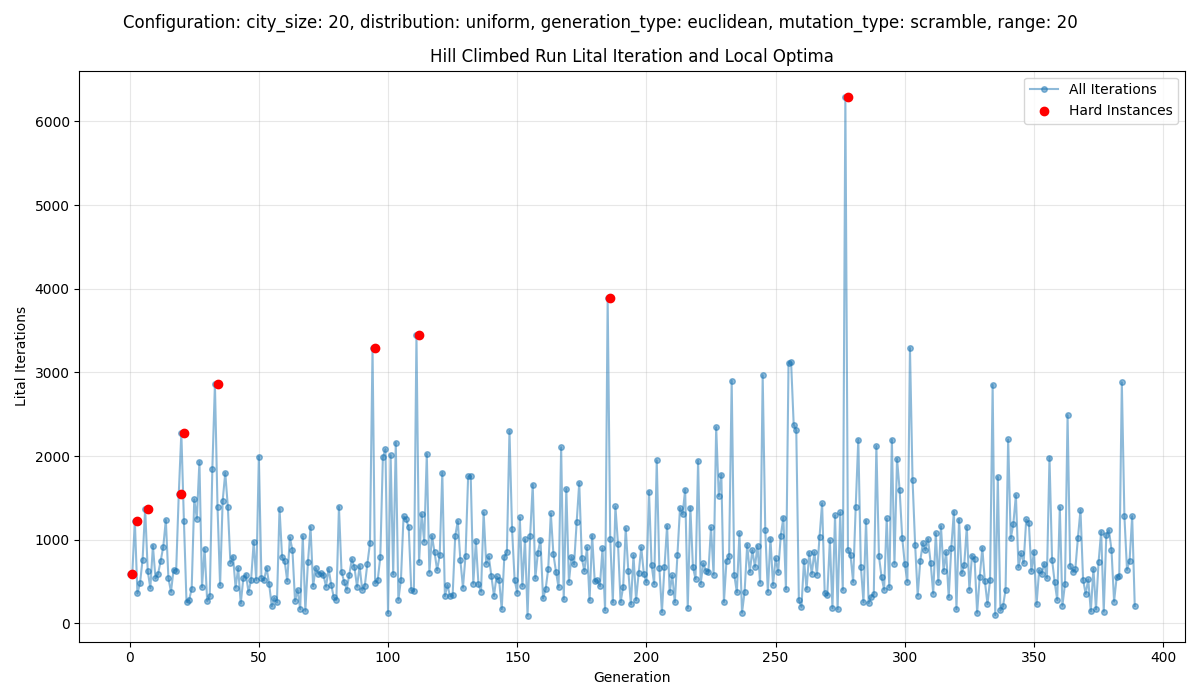 Configuration: city_size: 20, distribution: uniform, generation_type: euclidean, mutation_type: scramble, range: 20
Hill Climbed Run Lital Iteration and Local Optima
All Iterations
Hard Instances
Lital Iterations
6000
5000
4000
3000
2000
1000
0
0 50 100 150 200 250 300 350 400
Generation